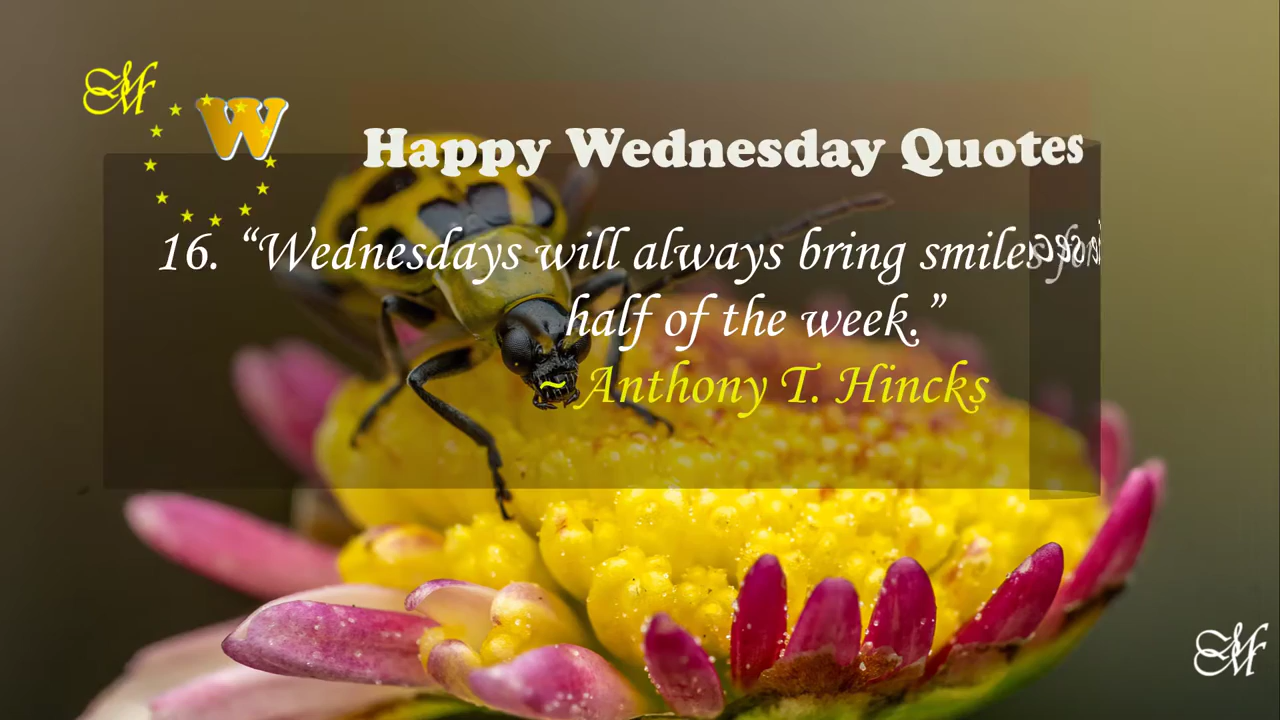 M
W
Happy Wednesday Quotes
16. “Wednesdays will always bring smiles
half of the week.”
~ Anthony T. Hincks
M